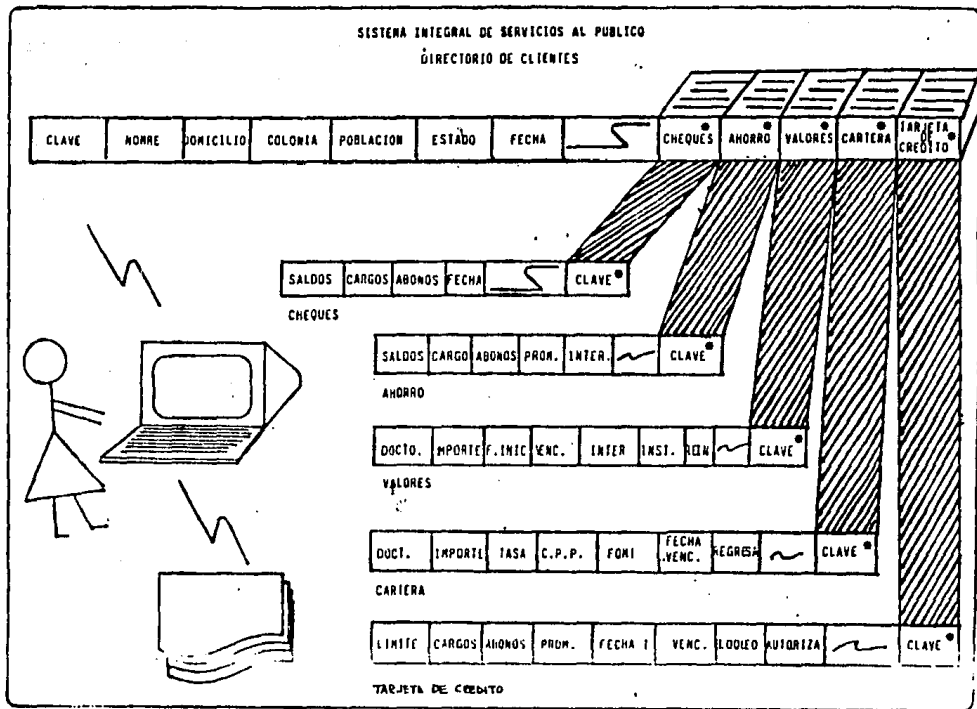 SISTEMA INTEGRAL DE SERVICIOS AL PUBLICO
DIRECTORIO DE CLIENTES
CLAVE NOMRE DOMICILIO COLONIA POBLACION ESTADO FECHA CHEQUES AHORRO VALORES CARTERA TARJETA DE CREDITO
SALDOS CARGOS ABONOS FECHA CLAVE
CHEQUES
SALDOS CARGO ABONOS PROM. INTER. CLAVE
AHORRO
DOCTO. IMPORTE F.INIC VENC. INTER INST. CLAVE
VALORES
DOCT. IMPORTE TASA C.P.P. FOMI FECHA VENC. REGRESA CLAVE
CARTERA
LIMITE CARGOS ABONOS PROM. FECHA VENC. BLOQUEO AUTORIZA CLAVE
TARJETA DE CREDITO